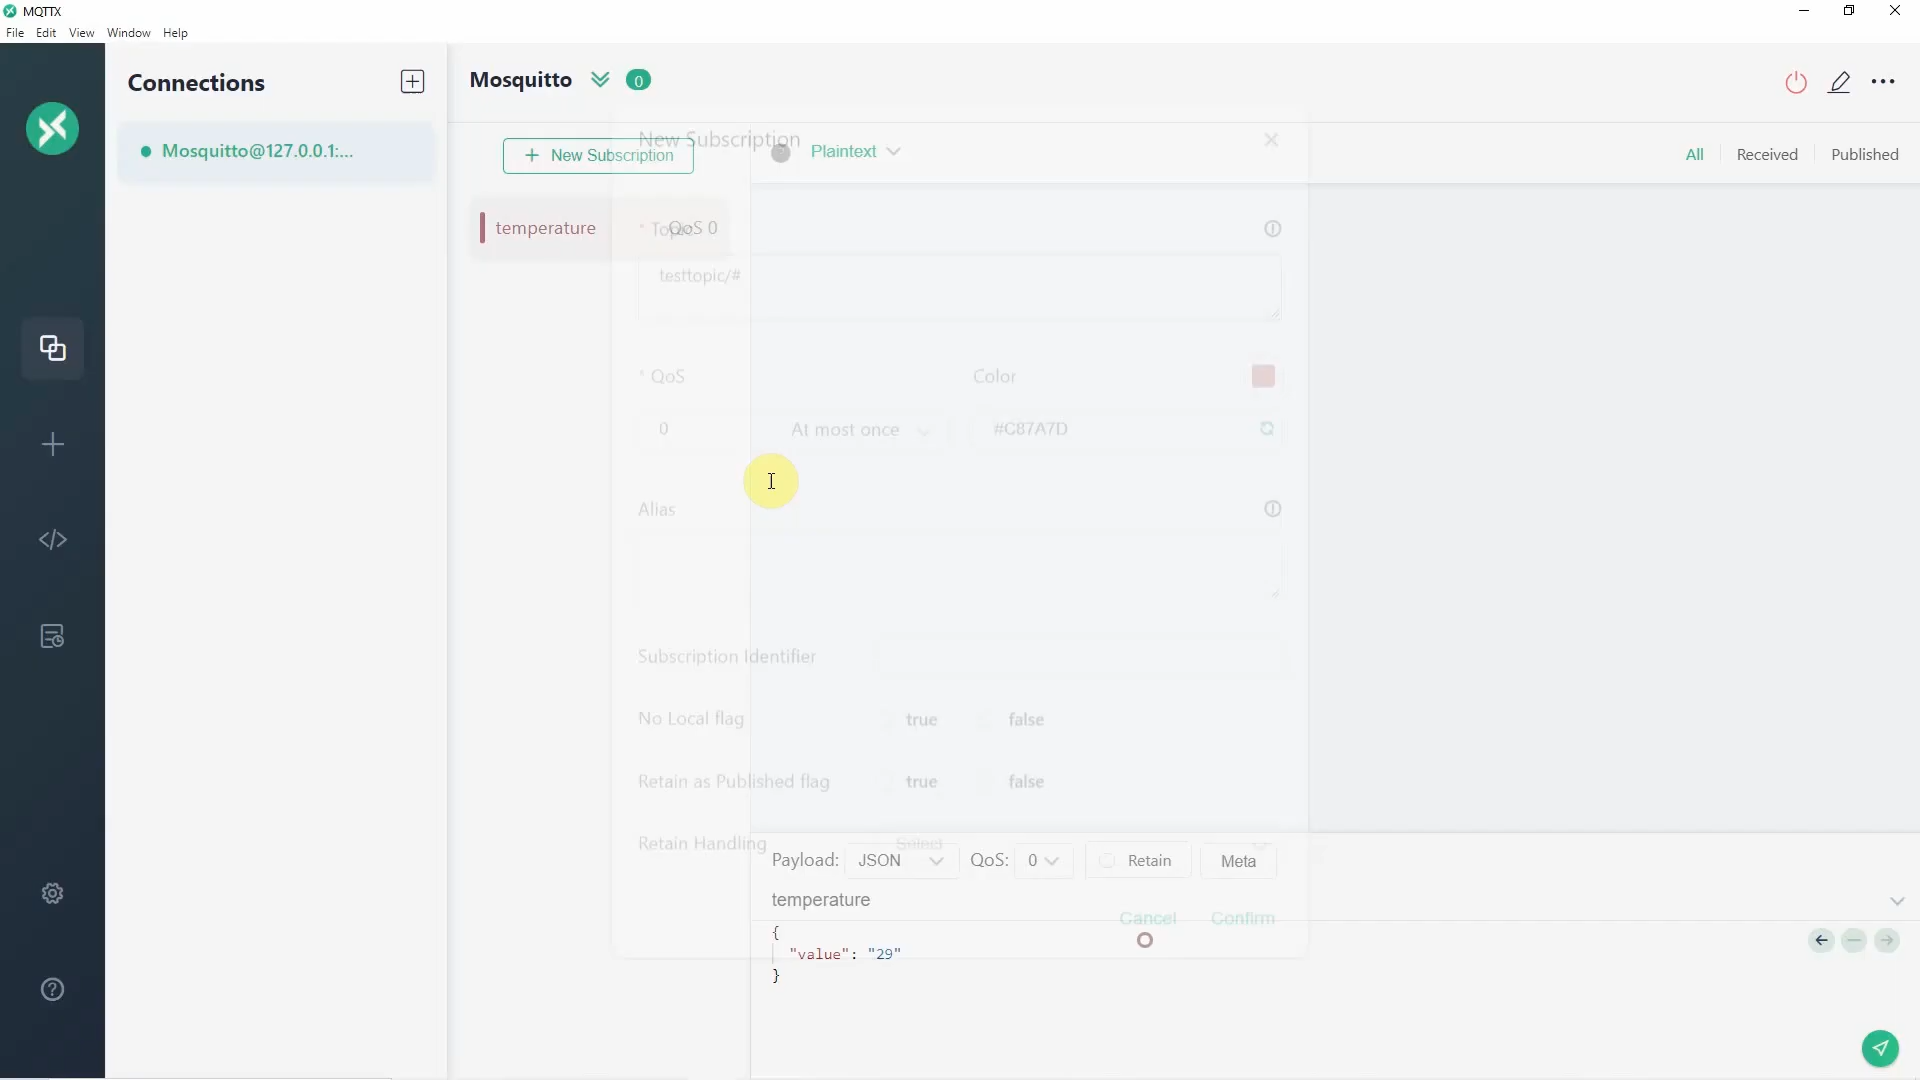 MQTTX
File Edit View Window Help
Connections
Mosquitto@127.0.0.1:...
Mosquitto 0
New Subscription
+ New Subscription
Plaintext
All Received Published
temperature QoS 0
* Topic
testtopic/#
* QoS Color
0 At most once #C87A7D
Alias
Subscription Identifier
No Local flag true false
Retain as Published flag true false
Retain Handling Select
Payload: JSON QoS: 0 Retain Meta
temperature
Cancel Confirm
{
"value": "29"
}